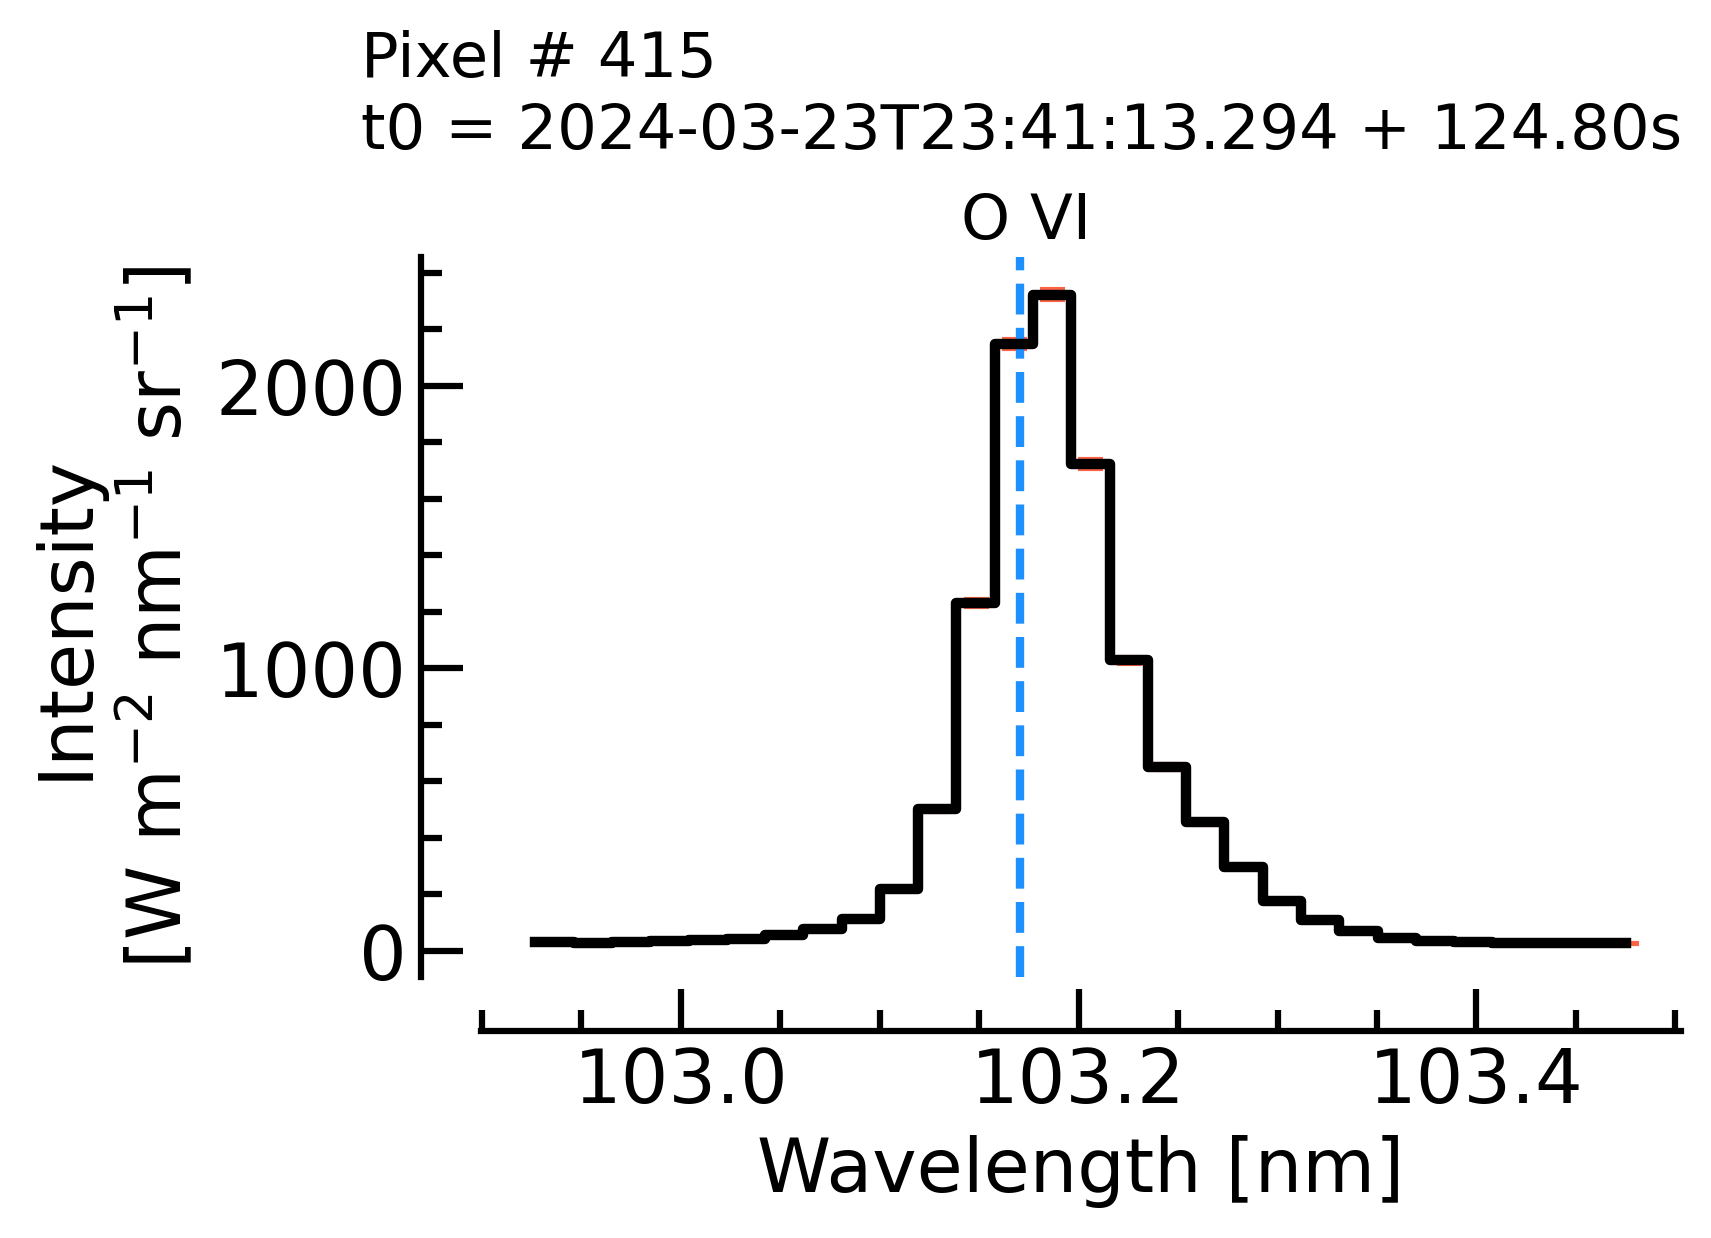 Pixel # 415
t0 = 2024-03-23T23:41:13.294 + 124.80s
O VI
Intensity
[W m⁻² nm⁻¹ sr⁻¹]
2000
1000
0
103.0 103.2 103.4
Wavelength [nm]